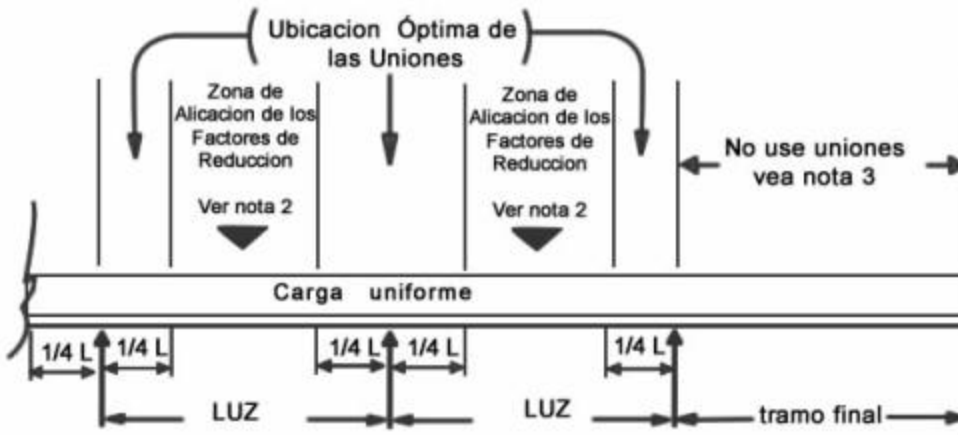 Ubicacion Óptima de
las Uniones
Zona de
Alicacion de los
Factores de
Reduccion
Ver nota 2
Zona de
Alicacion de los
Factores de
Reduccion
Ver nota 2
No use uniones
vea nota 3
Carga uniforme
1/4 L
1/4 L
1/4 L
1/4 L
1/4 L
LUZ
LUZ
tramo final